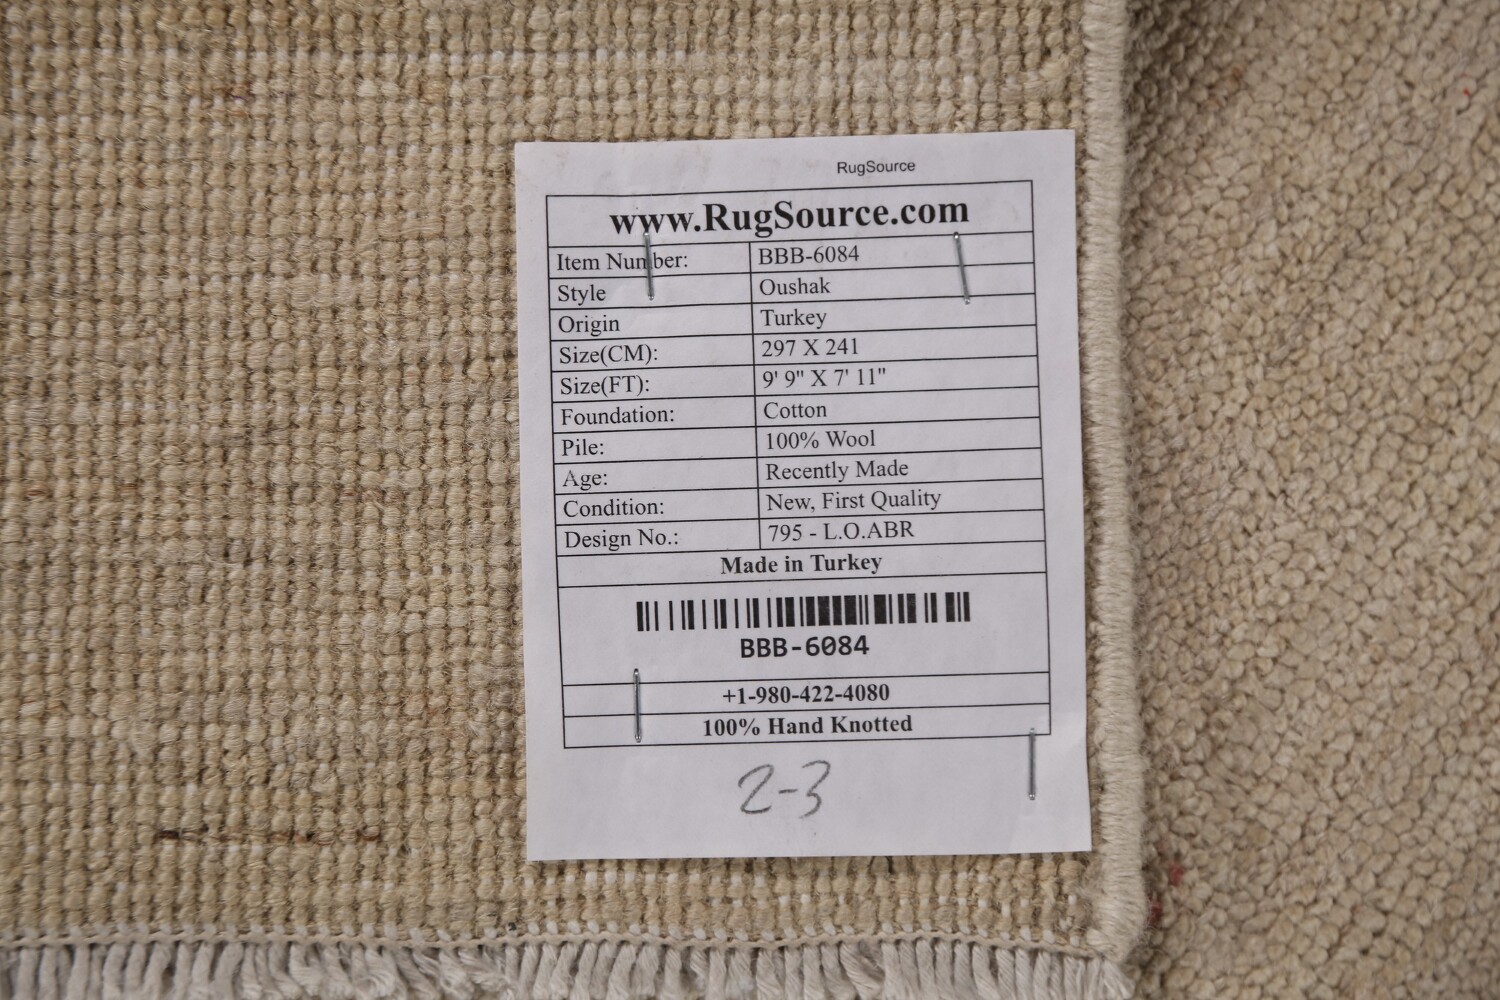 RugSource
www.RugSource.com
Item Number: BBB-6084
Style Oushak
Origin Turkey
Size(CM): 297 X 241
Size(FT): 9' 9" X 7' 11"
Foundation: Cotton
Pile: 100% Wool
Age: Recently Made
Condition: New, First Quality
Design No.: 795 - L.O.ABR
Made in Turkey
BBB-6084
+1-980-422-4080
100% Hand Knotted
2-3